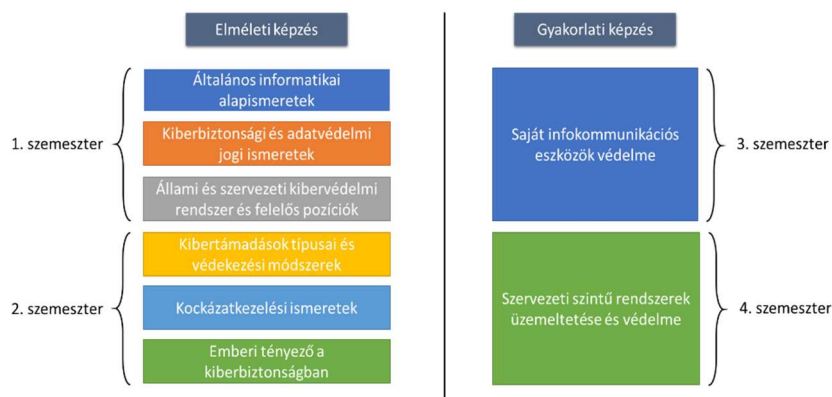 Elméleti képzés
Általános informatikai
alapismeretek
1. szemeszter
Kiberbiztonsági és adatvédelmi
jogi ismeretek
Állami és szervezeti kibervédelmi
rendszer és felelős pozíciók
Kibertámadások típusai és
védekezési módszerek
2. szemeszter
Kockázatkezelési ismeretek
Emberi tényező a
kiberbiztonságban
Gyakorlati képzés
Saját infokommunikációs
eszközök védelme
3. szemeszter
Szervezeti szintű rendszerek
üzemeltetése és védelme
4. szemeszter